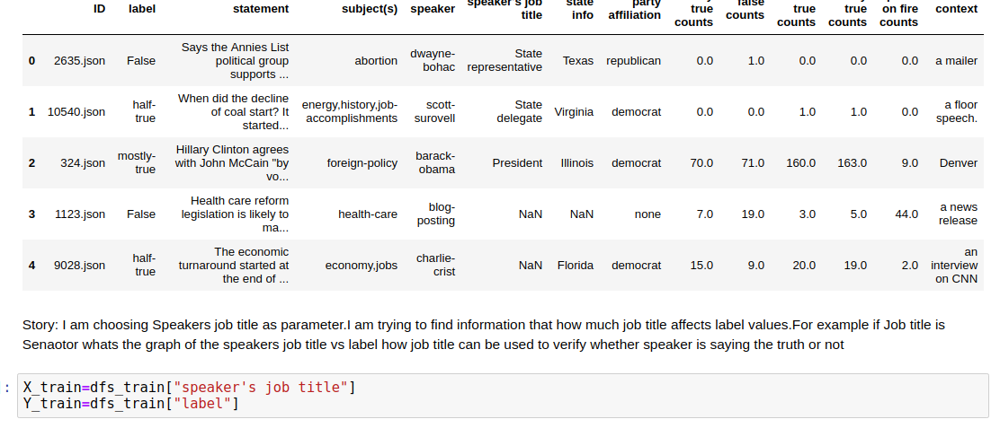 ID label statement subject(s) speaker speaker's job title state info party affiliation true counts false counts true counts true counts on fire counts context
0 2635.json False Says the Annies List political group supports ... abortion dwayne-bohac State representative Texas republican 0.0 1.0 0.0 0.0 0.0 a mailer
1 10540.json half-true When did the decline of coal start? It started... energy,history,job-accomplishments scott-surovell State delegate Virginia democrat 0.0 0.0 1.0 1.0 0.0 a floor speech.
2 324.json mostly-true Hillary Clinton agrees with John McCain "by vo... foreign-policy barack-obama President Illinois democrat 70.0 71.0 160.0 163.0 9.0 Denver
3 1123.json False Health care reform legislation is likely to ma... health-care blog-posting NaN NaN none 7.0 19.0 3.0 5.0 44.0 a news release
4 9028.json half-true The economic turnaround started at the end of ... economy,jobs charlie-crist NaN Florida democrat 15.0 9.0 20.0 19.0 2.0 an interview on CNN
Story: I am choosing Speakers job title as parameter.I am trying to find information that how much job title affects label values.For example if Job title is
Senaotor whats the graph of the speakers job title vs label how job title can be used to verify whether speaker is saying the truth or not
]: X_train=dfs_train["speaker's job title"]
Y_train=dfs_train["label"]